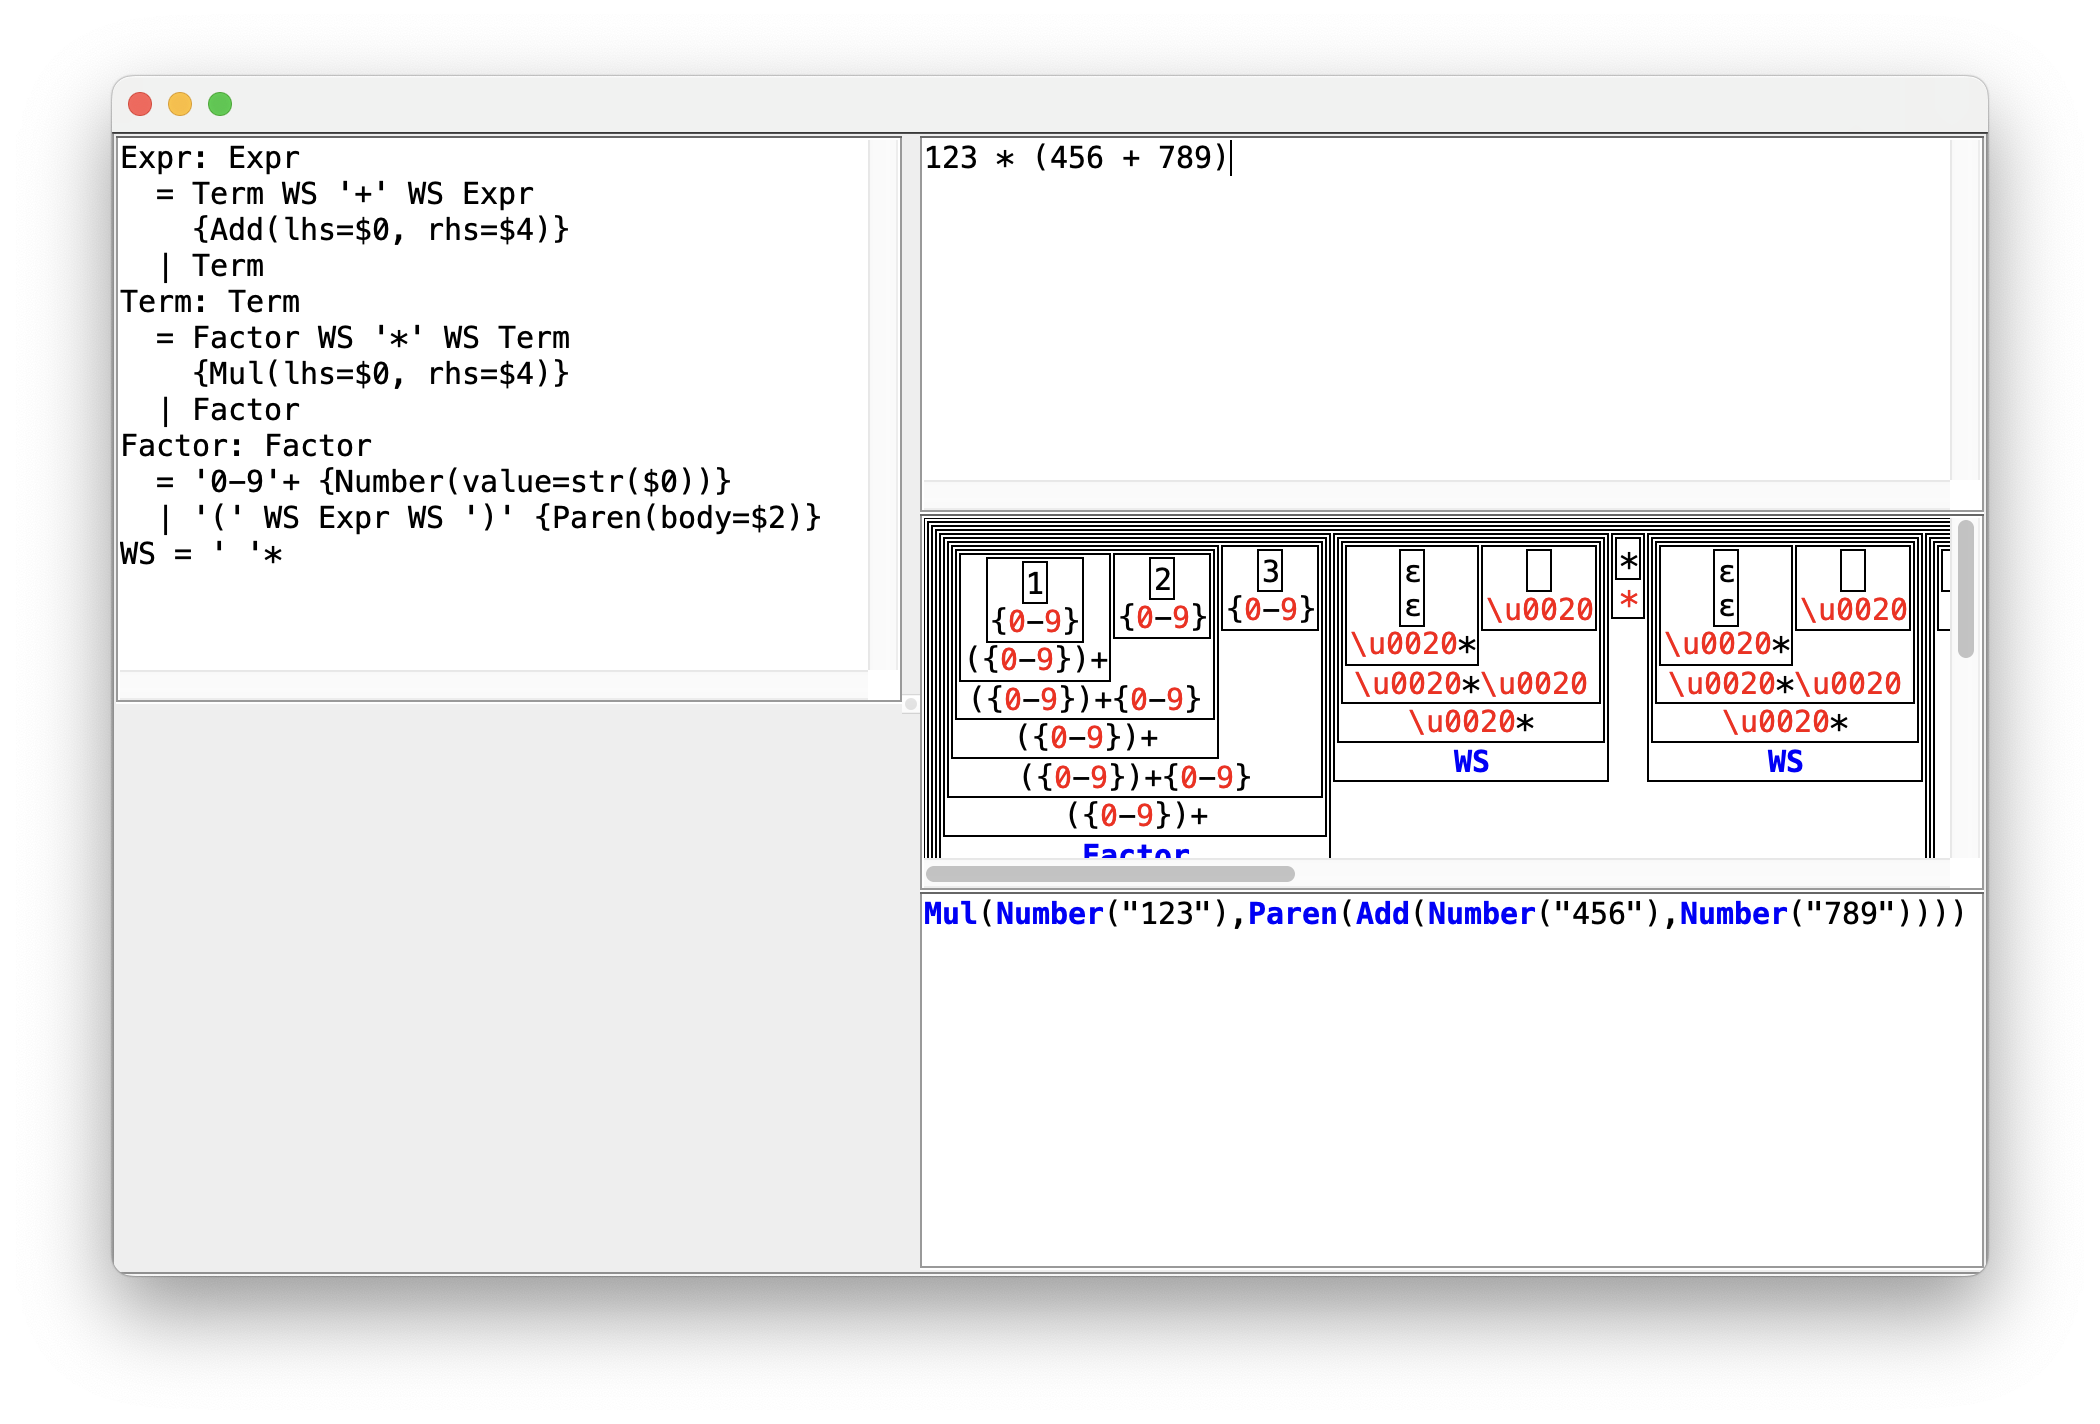 Expr: Expr
  = Term WS '+' WS Expr
    {Add(lhs=$0, rhs=$4)}
  | Term
Term: Term
  = Factor WS '*' WS Term
    {Mul(lhs=$0, rhs=$4)}
  | Factor
Factor: Factor
  = '0-9'+ {Number(value=str($0))}
  | '(' WS Expr WS ')' {Paren(body=$2)}
WS = ' '*
123 * (456 + 789)
1 2 3 ε * ε
{0-9} {0-9} {0-9} ε \u0020 * ε \u0020
({0-9})+ \u0020* \u0020*
({0-9})+{0-9} \u0020*\u0020 \u0020*\u0020
({0-9})+ \u0020* \u0020*
({0-9})+{0-9} WS WS
({0-9})+
Factor
Mul(Number("123"),Paren(Add(Number("456"),Number("789"))))